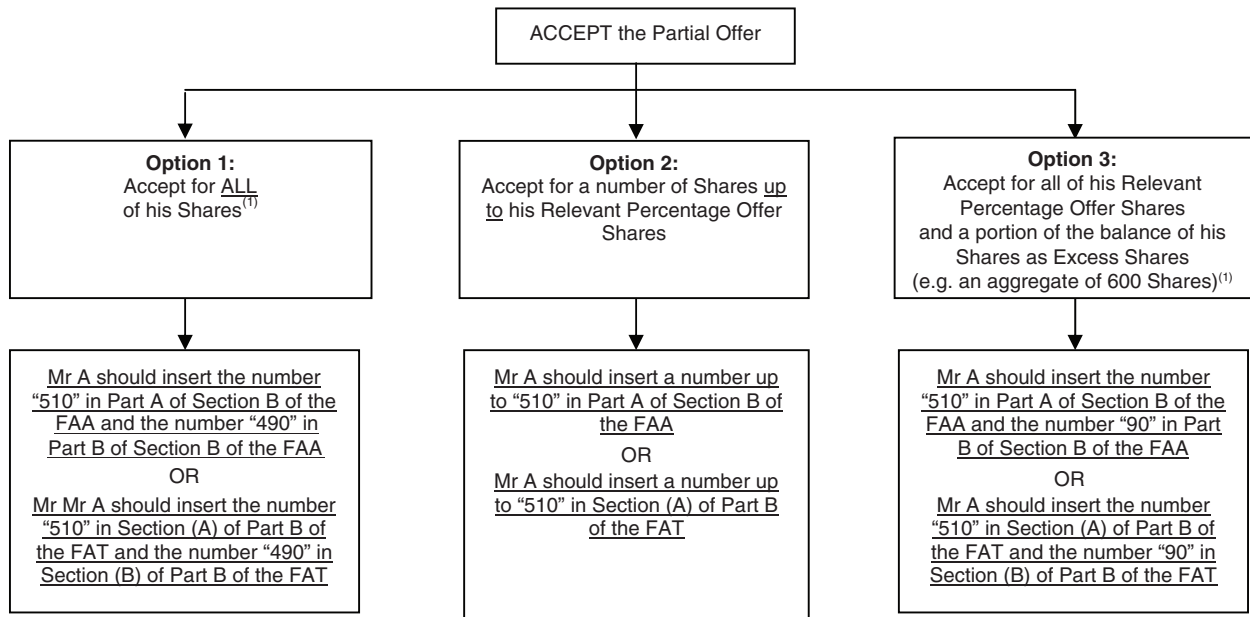 ACCEPT the Partial Offer
Option 1:
Accept for ALL
of his Shares(1)
Option 2:
Accept for a number of Shares up
to his Relevant Percentage Offer
Shares
Option 3:
Accept for all of his Relevant
Percentage Offer Shares
and a portion of the balance of his
Shares as Excess Shares
(e.g. an aggregate of 600 Shares)(1)
Mr A should insert the number
“510” in Part A of Section B of the
FAA and the number “490” in
Part B of Section B of the FAA
OR
Mr Mr A should insert the number
“510” in Section (A) of Part B of
the FAT and the number “490” in
Section (B) of Part B of the FAT
Mr A should insert a number up
to “510” in Part A of Section B of
the FAA
OR
Mr A should insert a number up
to “510” in Section (A) of Part B
of the FAT
Mr A should insert the number
“510” in Part A of Section B of the
FAA and the number “90” in Part
B of Section B of the FAA
OR
Mr A should insert the number
“510” in Section (A) of Part B of
the FAT and the number “90” in
Section (B) of Part B of the FAT